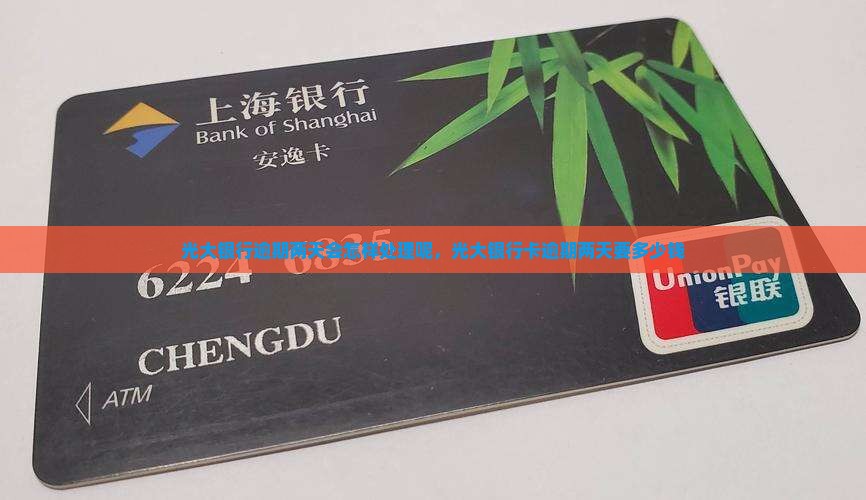 上海银行
Bank of Shanghai
安逸卡
光大银行逾期两天会怎样处理呢，光大银行卡逾期两天要多少钱
6224 6835
UnionPay
银联
CHENGDU
ATM